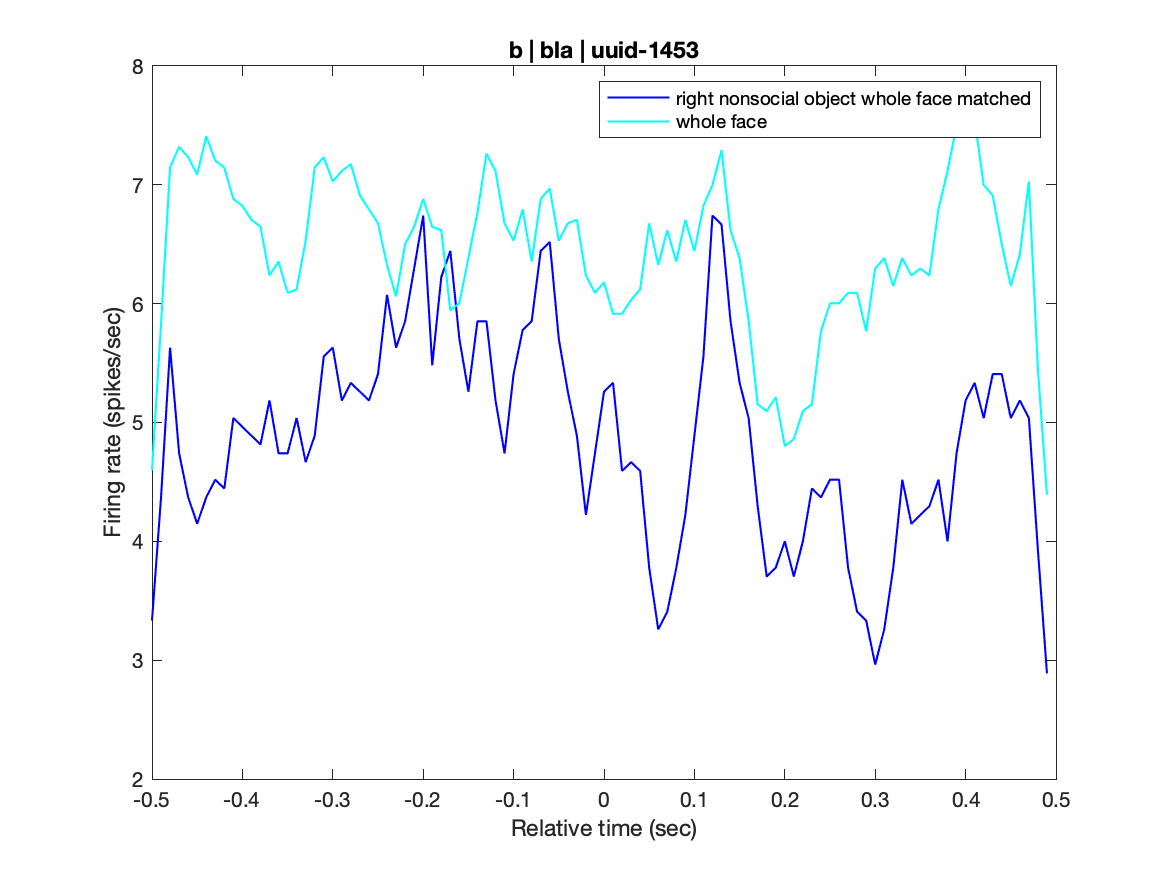 b | bla | uuid-1453
8
right nonsocial object whole face matched
whole face
7
6
5
4
3
2
Firing rate (spikes/sec)
-0.5 -0.4 -0.3 -0.2 -0.1 0 0.1 0.2 0.3 0.4 0.5
Relative time (sec)